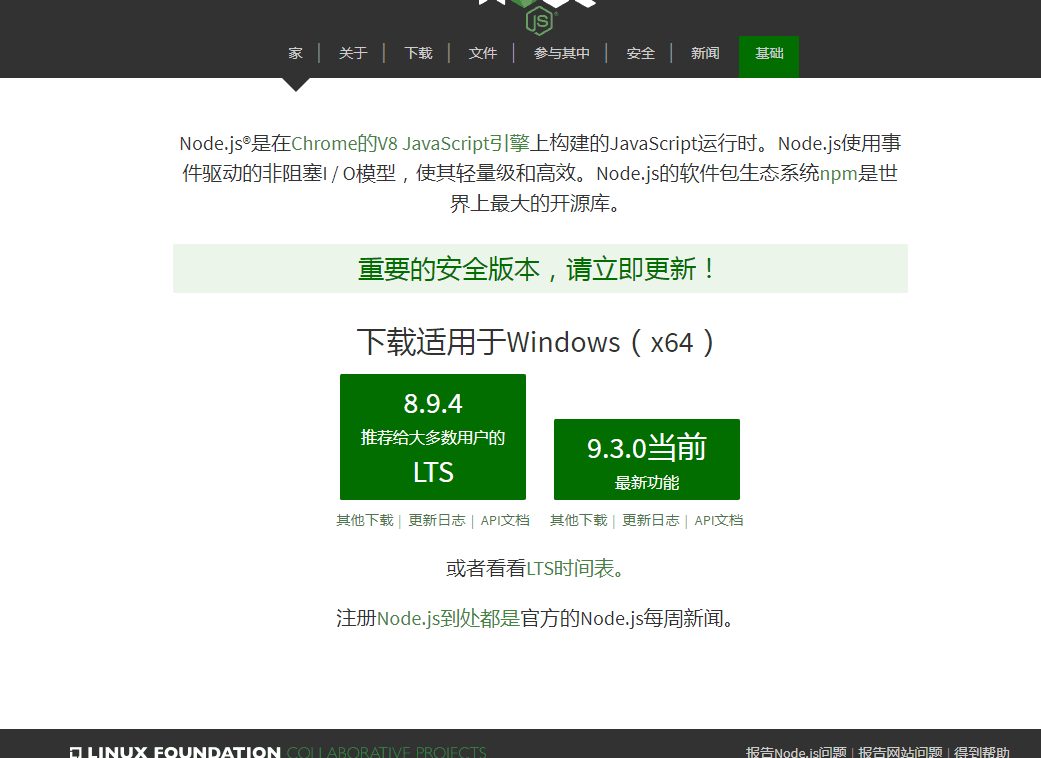 JS
家 | 关于 | 下载 | 文件 | 参与其中 | 安全 | 新闻 基础
Node.js®是在Chrome的V8 JavaScript引擎上构建的JavaScript运行时。Node.js使用事
件驱动的非阻塞I / O模型，使其轻量级和高效。Node.js的软件包生态系统npm是世
界上最大的开源库。
重要的安全版本，请立即更新！
下载适用于Windows（x64）
8.9.4
推荐给大多数用户的
LTS
9.3.0当前
最新功能
其他下载 | 更新日志 | API文档
其他下载 | 更新日志 | API文档
或者看看LTS时间表。
注册Node.js到处都是官方的Node.js每周新闻。
LINUX FOUNDATION COLLABORATIVE PROJECTS
报告Node.js问题 | 报告网站问题 | 得到帮助